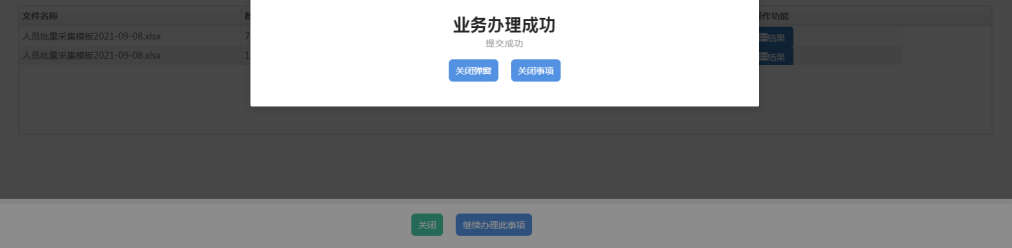 业务办理成功
提交成功
关闭弹窗 关闭事项
文件名称 操作功能
人员批量采集模板2021-09-08.xlsx
人员批量采集模板2021-09-08.xlsx
关闭 继续办理此事项